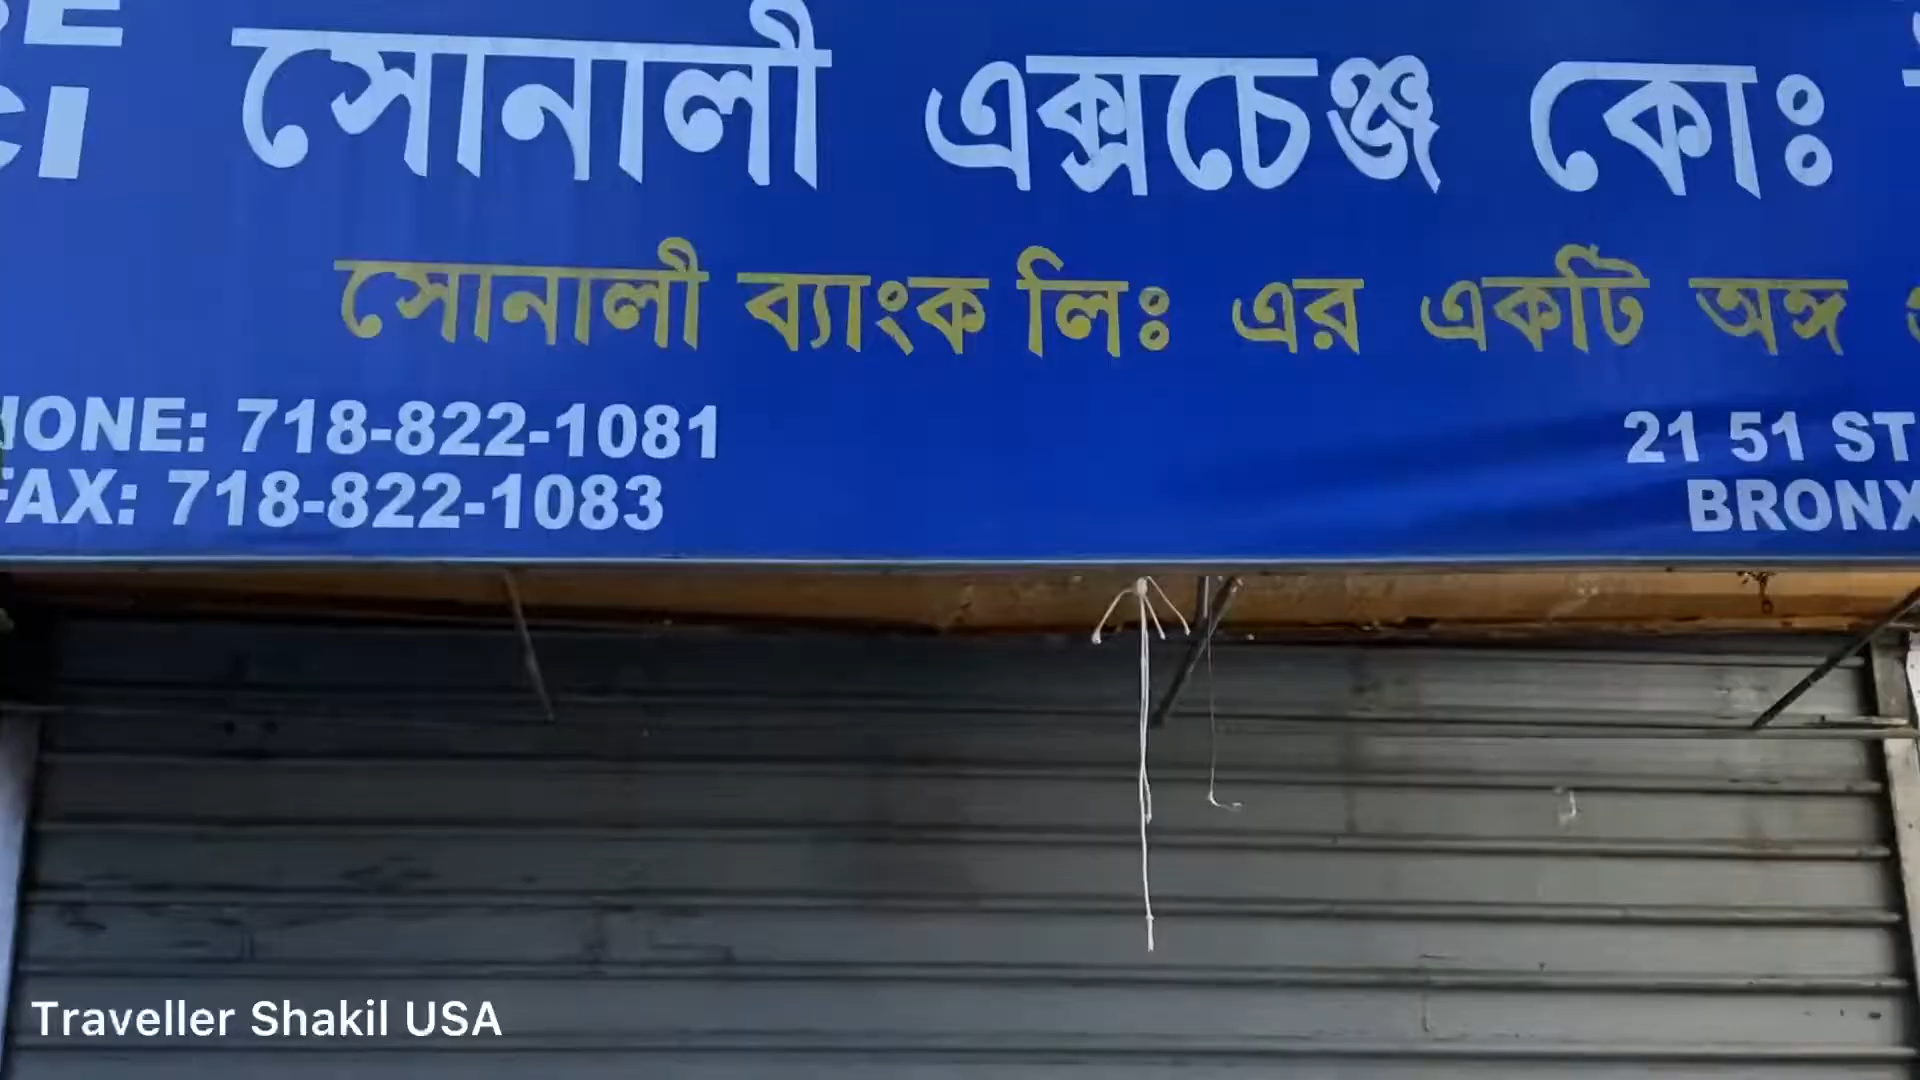 সোনালী এক্সচেঞ্জ কোঃ
সোনালী ব্যাংক লিঃ এর একটি অঙ্গ
PHONE: 718-822-1081
FAX: 718-822-1083
21 51 ST
BRONX
Traveller Shakil USA